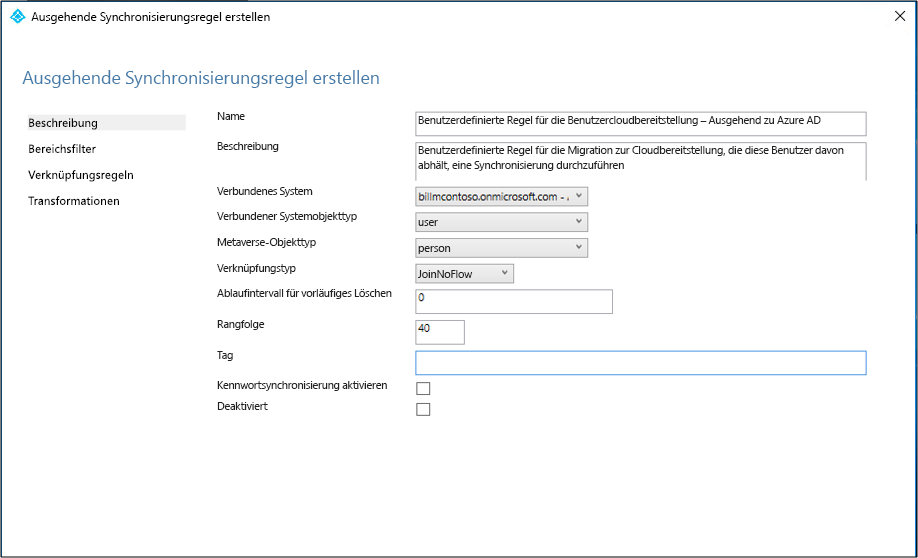 Ausgehende Synchronisierungsregel erstellen
Ausgehende Synchronisierungsregel erstellen
Beschreibung
Bereichsfilter
Verknüpfungsregeln
Transformationen
Name
Benutzerdefinierte Regel für die Benutzercloudbereitstellung – Ausgehend zu Azure AD
Beschreibung
Benutzerdefinierte Regel für die Migration zur Cloudbereitstellung, die diese Benutzer davon
abhält, eine Synchronisierung durchzuführen
Verbundenes System
billmcontoso.onmicrosoft.com - .
Verbundener Systemobjekttyp
user
Metaverse-Objekttyp
person
Verknüpfungstyp
JoinNoFlow
Ablaufintervall für vorläufiges Löschen
0
Rangfolge
40
Tag
Kennwortsynchronisierung aktivieren
Deaktiviert